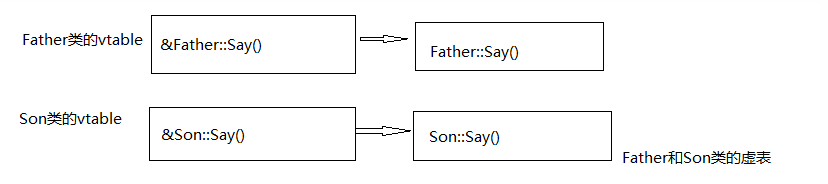 Father类的vtable
&Father::Say()
Father::Say()
Son类的vtable
&Son::Say()
Son::Say()
Father和Son类的虚表